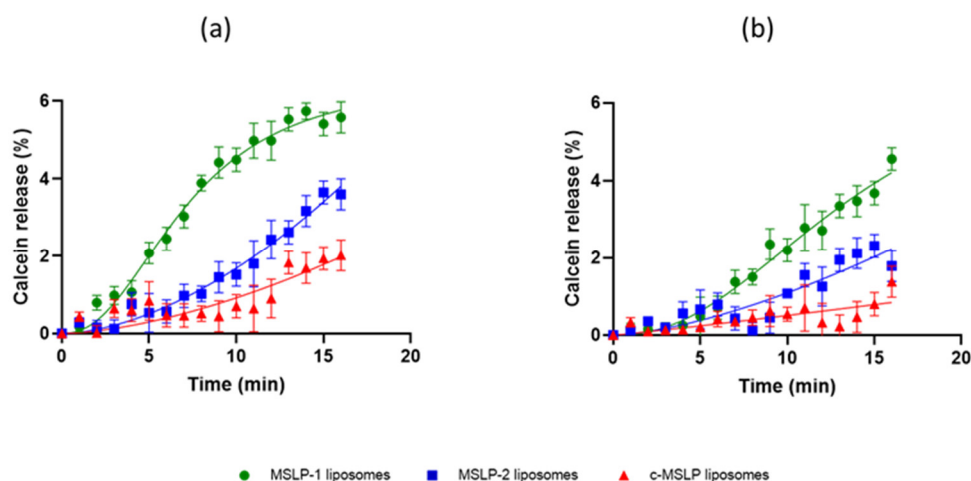 (a)
(b)
Calcein release (%)
6
4
2
0
0 5 10 15 20
Time (min)
Calcein release (%)
6
4
2
0
0 5 10 15 20
Time (min)
MSLP-1 liposomes MSLP-2 liposomes c-MSLP liposomes